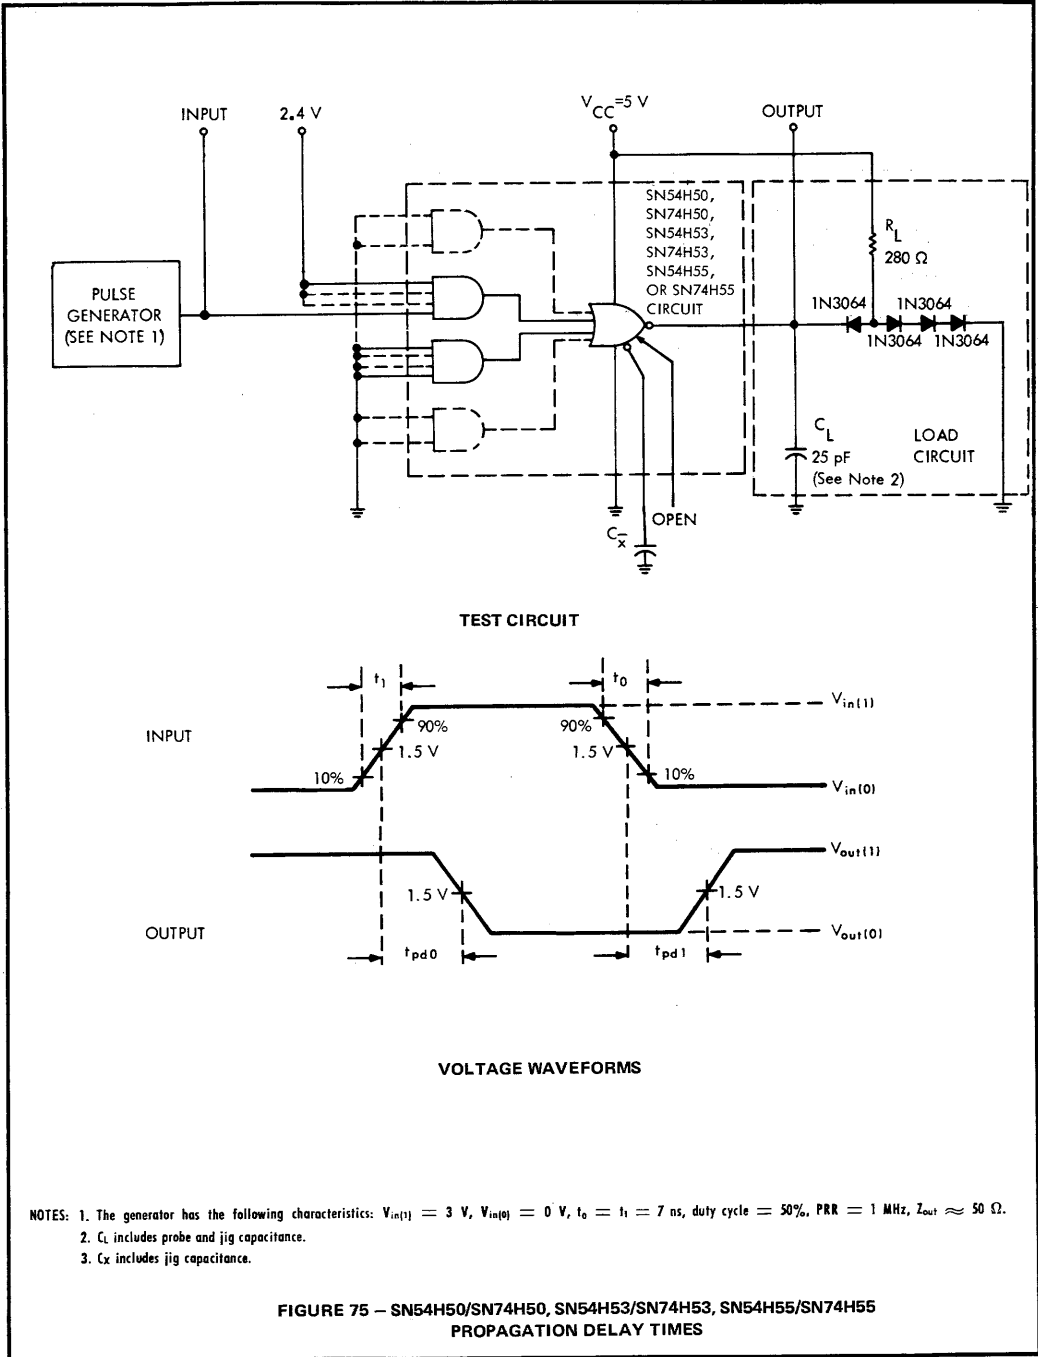 INPUT
2.4 V
VCC=5 V
OUTPUT
SN54H50,
SN74H50,
SN54H53,
SN74H53,
SN54H55,
OR SN74H55
CIRCUIT
RL
280 Ω
PULSE
GENERATOR
(SEE NOTE 1)
1N3064 1N3064
1N3064 1N3064
CL
25 pF
(See Note 2)
LOAD
CIRCUIT
OPEN
Cx̅
TEST CIRCUIT
t1
t0
Vin(1)
90%
90%
INPUT
1.5 V
1.5 V
10%
10%
Vin(0)
Vout(1)
1.5 V
1.5 V
OUTPUT
Vout(0)
tpd0
tpd1
VOLTAGE WAVEFORMS
NOTES: 1. The generator has the following characteristics: Vin(1) = 3 V, Vin(0) = 0 V, t0 = t1 = 7 ns, duty cycle = 50%, PRR = 1 MHz, Zout ≈ 50 Ω.
2. CL includes probe and jig capacitance.
3. CX includes jig capacitance.
FIGURE 75 – SN54H50/SN74H50, SN54H53/SN74H53, SN54H55/SN74H55
PROPAGATION DELAY TIMES